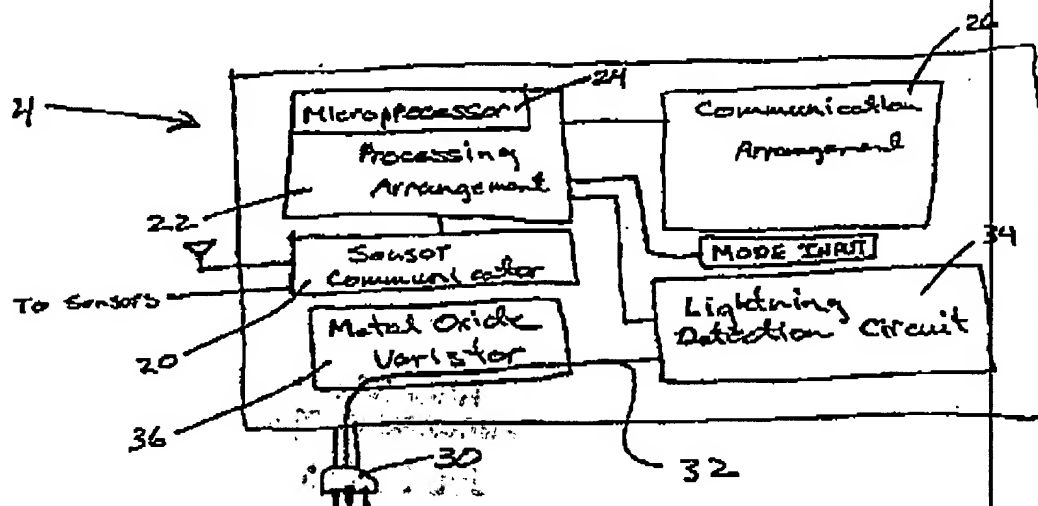 26
4
24
Microprocessor
Communication
Arrangement
Processing
Arrangement
22
Sensor
Communicator
MODE INPUT
34
To Sensors
Lightning
Detection Circuit
Metal Oxide
Varistor
20
36
30
32